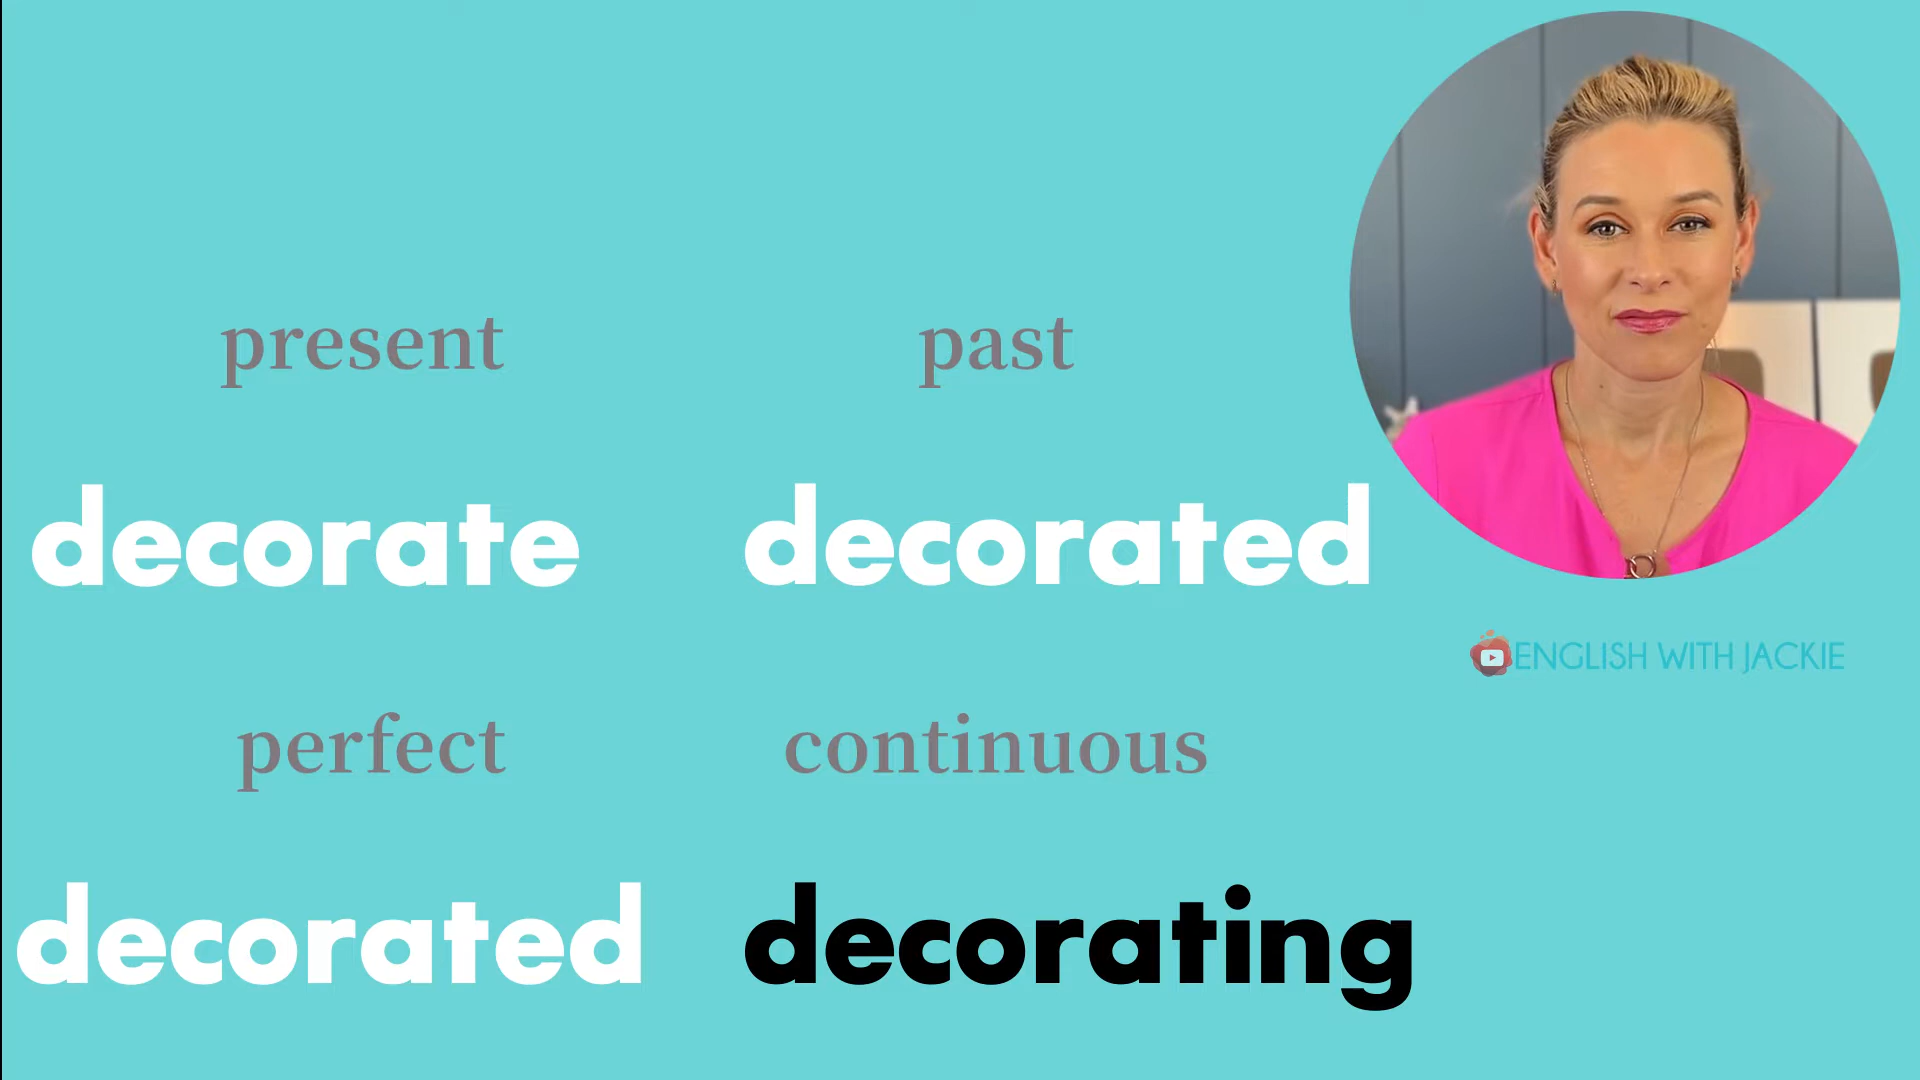 present
past
decorate
decorated
ENGLISH WITH JACKIE
perfect
continuous
decorated
decorating